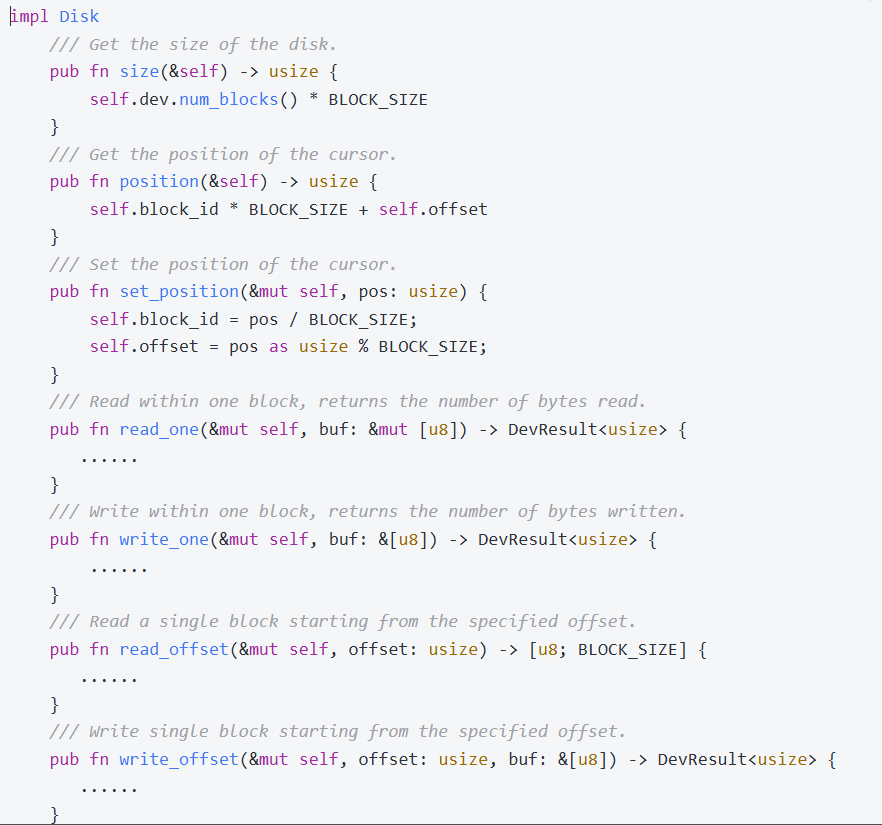 impl Disk
    /// Get the size of the disk.
    pub fn size(&self) -> usize {
        self.dev.num_blocks() * BLOCK_SIZE
    }
    /// Get the position of the cursor.
    pub fn position(&self) -> usize {
        self.block_id * BLOCK_SIZE + self.offset
    }
    /// Set the position of the cursor.
    pub fn set_position(&mut self, pos: usize) {
        self.block_id = pos / BLOCK_SIZE;
        self.offset = pos as usize % BLOCK_SIZE;
    }
    /// Read within one block, returns the number of bytes read.
    pub fn read_one(&mut self, buf: &mut [u8]) -> DevResult<usize> {
       ......
    }
    /// Write within one block, returns the number of bytes written.
    pub fn write_one(&mut self, buf: &[u8]) -> DevResult<usize> {
        ......
    }
    /// Read a single block starting from the specified offset.
    pub fn read_offset(&mut self, offset: usize) -> [u8; BLOCK_SIZE] {
       ......
    }
    /// Write single block starting from the specified offset.
    pub fn write_offset(&mut self, offset: usize, buf: &[u8]) -> DevResult<usize> {
       ......
    }